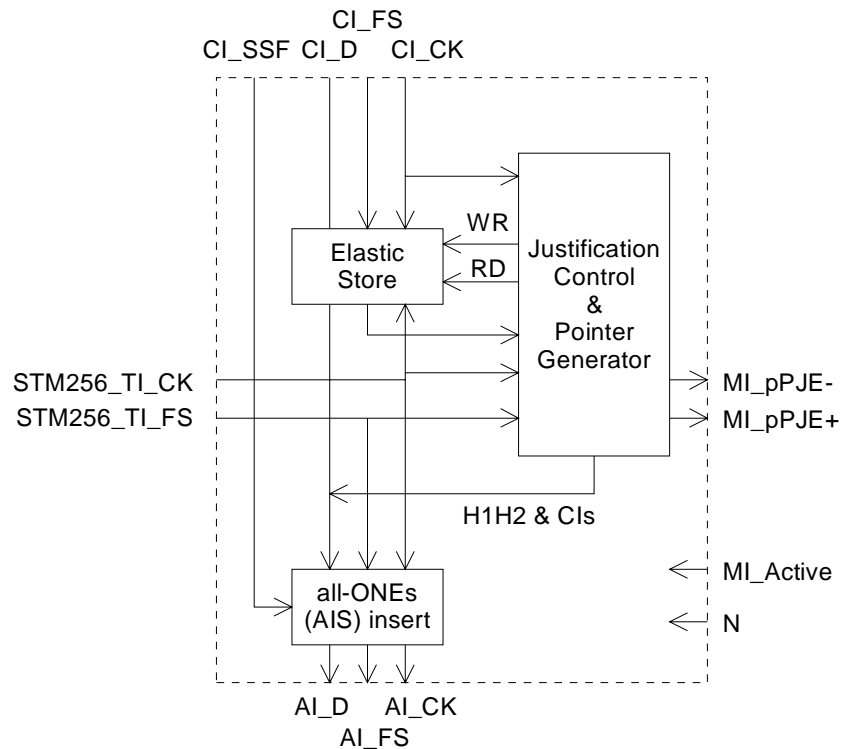 CI_FS
CI_SSF CI_D CI_CK
WR
Elastic
Store
RD
Justification
Control
&
Pointer
Generator
STM256_TI_CK
STM256_TI_FS
MI_pPJE-
MI_pPJE+
H1H2 & CIs
all-ONEs
(AIS) insert
MI_Active
N
AI_D AI_CK
AI_FS